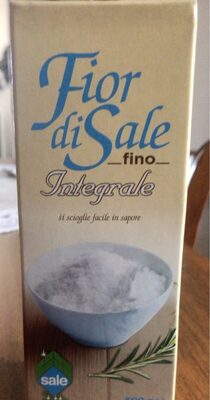 Fior
di Sale
fino
Integrale
si scioglie facile in sapore
sale